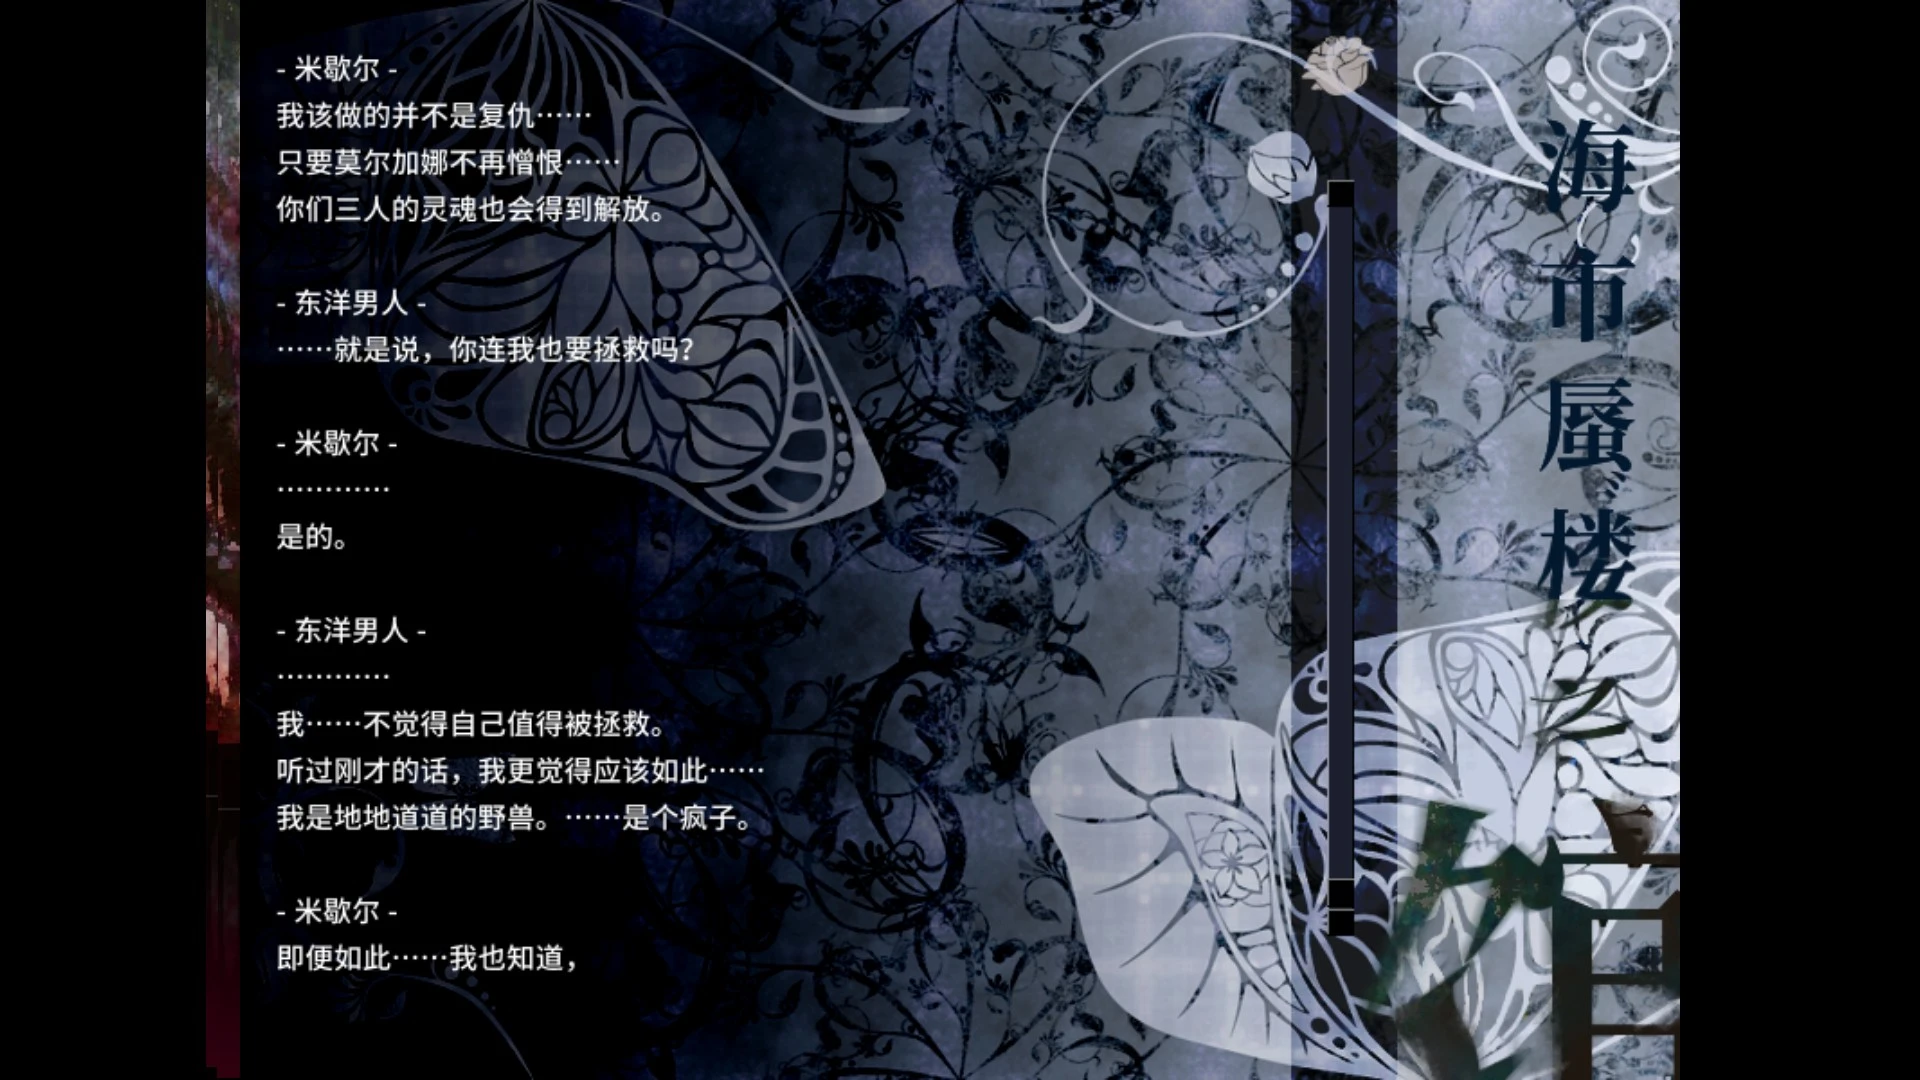 - 米歇尔 -
我该做的并不是复仇……
只要莫尔加娜不再憎恨……
你们三人的灵魂也会得到解放。
- 东洋男人 -
……就是说，你连我也要拯救吗？
- 米歇尔 -
…………
是的。
- 东洋男人 -
…………
我……不觉得自己值得被拯救。
听过刚才的话，我更觉得应该如此……
我是地地道道的野兽。……是个疯子。
- 米歇尔 -
即便如此……我也知道，
海市蜃楼之馆